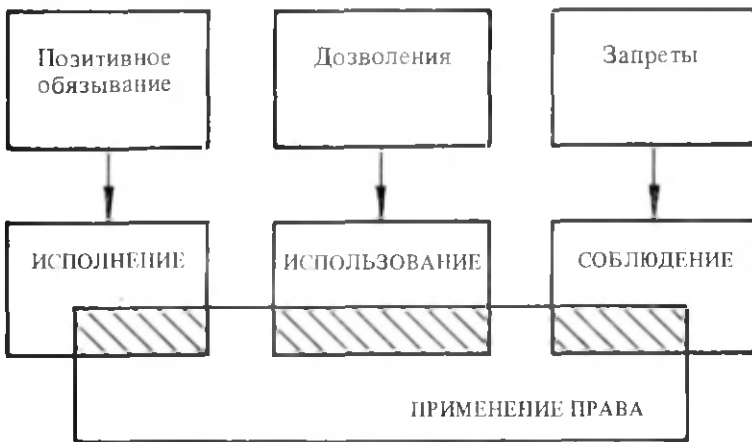 Позитивное
обязывание
Дозволения
Запреты
ИСПОЛНЕНИЕ
ИСПОЛЬЗОВАНИЕ
СОБЛЮДЕНИЕ
ПРИМЕНЕНИЕ ПРАВА